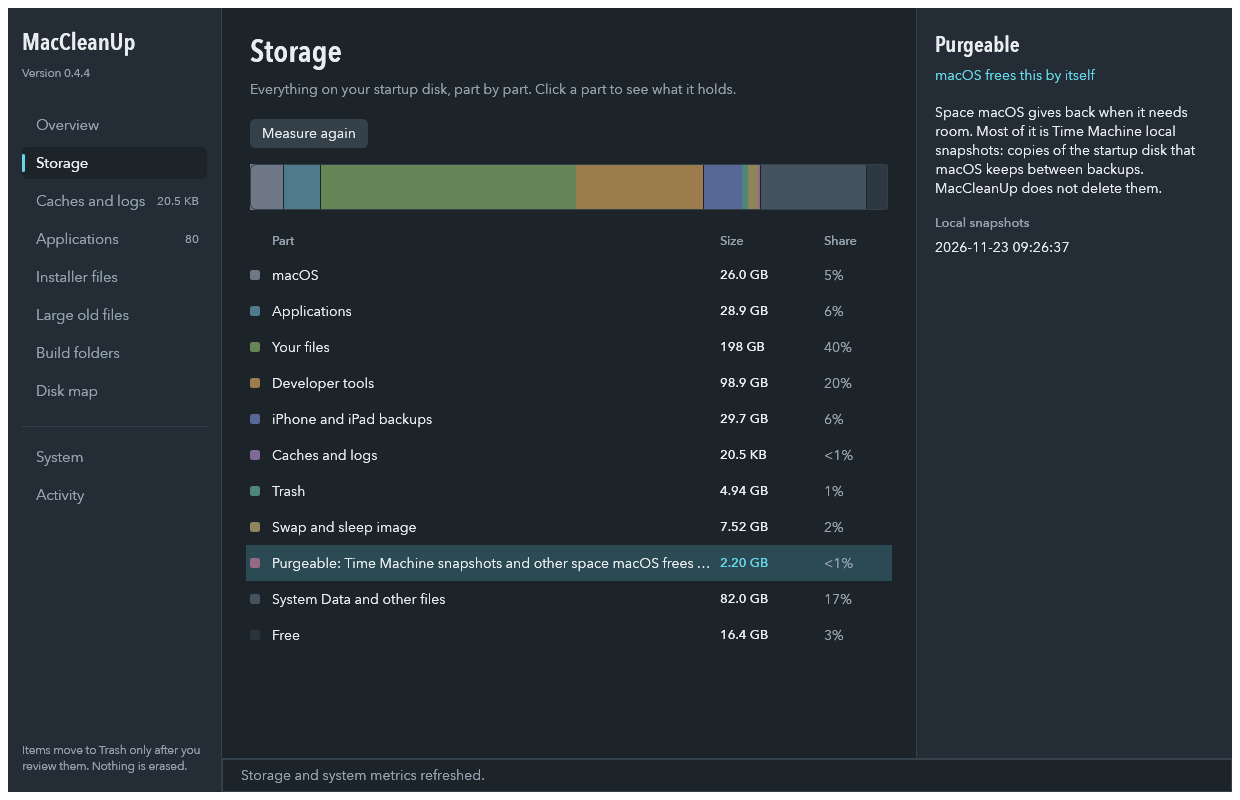 MacCleanUp
Version 0.4.4
Overview
Storage
Caches and logs 20.5 KB
Applications 80
Installer files
Large old files
Build folders
Disk map
System
Activity
Items move to Trash only after you
review them. Nothing is erased.
Storage
Everything on your startup disk, part by part. Click a part to see what it holds.
Measure again
Part Size Share
macOS 26.0 GB 5%
Applications 28.9 GB 6%
Your files 198 GB 40%
Developer tools 98.9 GB 20%
iPhone and iPad backups 29.7 GB 6%
Caches and logs 20.5 KB <1%
Trash 4.94 GB 1%
Swap and sleep image 7.52 GB 2%
Purgeable: Time Machine snapshots and other space macOS frees … 2.20 GB <1%
System Data and other files 82.0 GB 17%
Free 16.4 GB 3%
Storage and system metrics refreshed.
Purgeable
macOS frees this by itself
Space macOS gives back when it needs
room. Most of it is Time Machine local
snapshots: copies of the startup disk that
macOS keeps between backups.
MacCleanUp does not delete them.
Local snapshots
2026-11-23 09:26:37